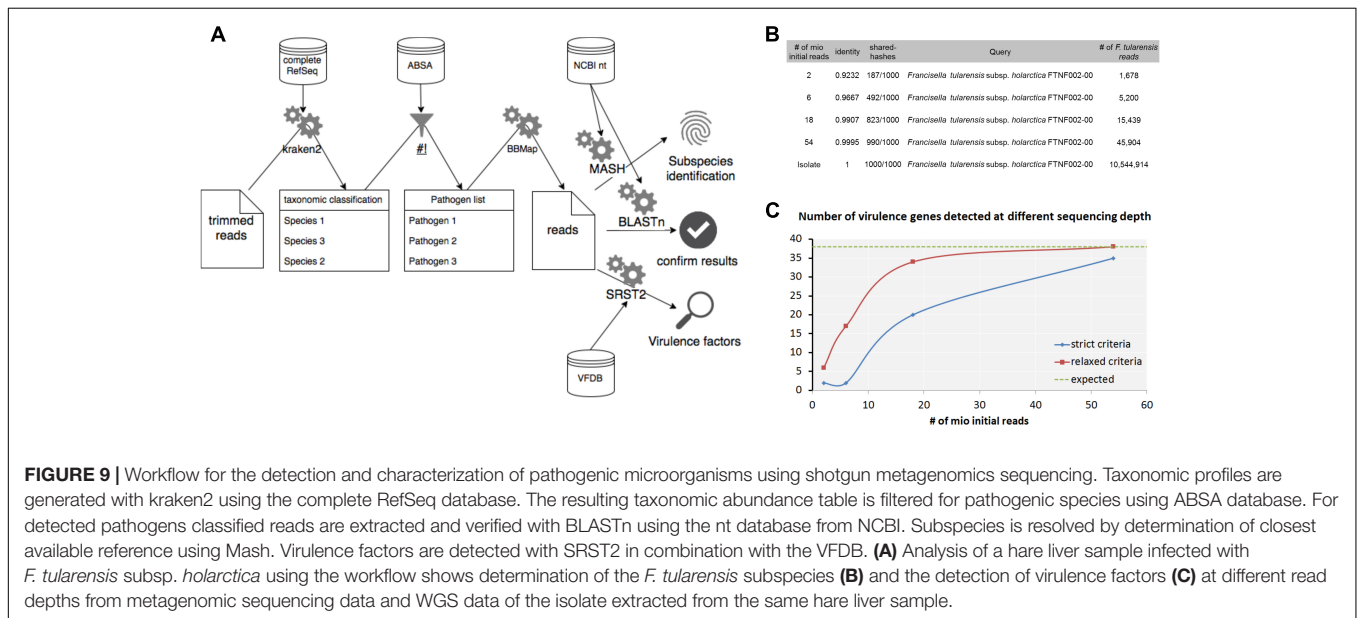 A
complete
RefSeq
ABSA
NCBI nt
kraken2
#!
BBMap
MASH
Subspecies
identification
trimmed
reads
taxonomic classification
Species 1
Species 3
Species 2
Pathogen list
Pathogen 1
Pathogen 2
Pathogen 3
reads
BLASTn
confirm results
SRST2
Virulence factors
VFDB
B
# of mio
initial reads
identity
shared-
hashes
Query
# of F. tularensis
reads
2 0.9232 187/1000 Francisella tularensis subsp. holarctica FTNF002-00 1,678
6 0.9667 492/1000 Francisella tularensis subsp. holarctica FTNF002-00 5,200
18 0.9907 823/1000 Francisella tularensis subsp. holarctica FTNF002-00 15,439
54 0.9995 990/1000 Francisella tularensis subsp. holarctica FTNF002-00 45,904
Isolate 1 1000/1000 Francisella tularensis subsp. holarctica FTNF002-00 10,544,914
C
Number of virulence genes detected at different sequencing depth
40
35
30
25
20
15
10
5
0
strict criteria
relaxed criteria
expected
0 10 20 30 40 50 60
# of mio initial reads
FIGURE 9 | Workflow for the detection and characterization of pathogenic microorganisms using shotgun metagenomics sequencing. Taxonomic profiles are
generated with kraken2 using the complete RefSeq database. The resulting taxonomic abundance table is filtered for pathogenic species using ABSA database. For
detected pathogens classified reads are extracted and verified with BLASTn using the nt database from NCBI. Subspecies is resolved by determination of closest
available reference using Mash. Virulence factors are detected with SRST2 in combination with the VFDB. (A) Analysis of a hare liver sample infected with
F. tularensis subsp. holarctica using the workflow shows determination of the F. tularensis subspecies (B) and the detection of virulence factors (C) at different read
depths from metagenomic sequencing data and WGS data of the isolate extracted from the same hare liver sample.